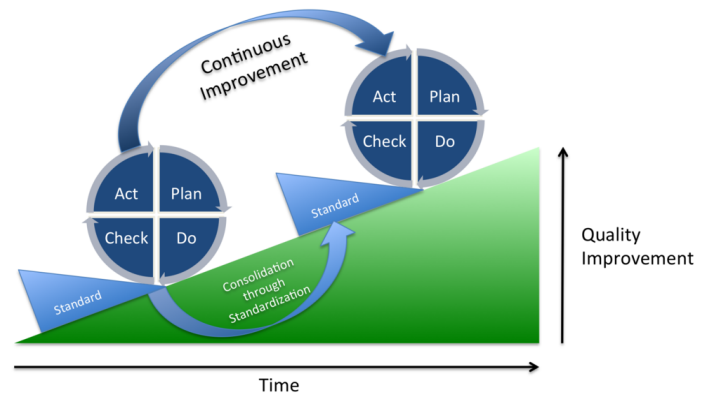 Continuous
Improvement
Act
Plan
Check
Do
Act
Plan
Check
Do
Standard
Standard
Consolidation
through
Standardization
Quality
Improvement
Time